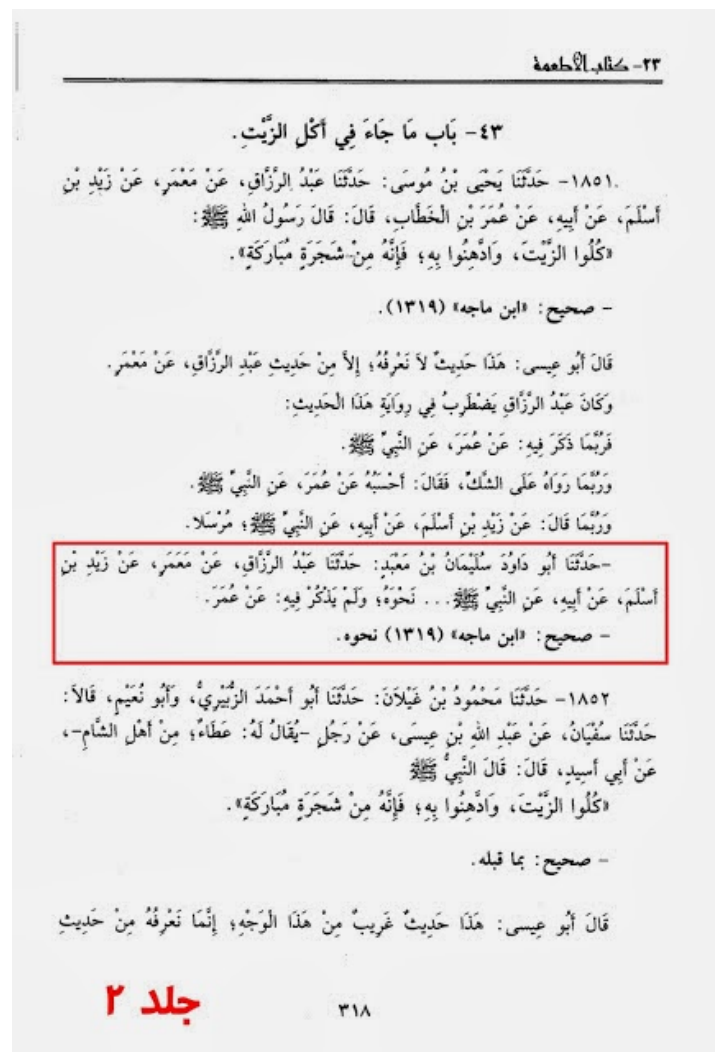 ٢٣- كتاب الأطعمة
٤٣- بَاب مَا جَاءَ فِي أَكْلِ الزَّيْتِ.
١٨٥١- حَدَّثَنَا يَحْيَى بْنُ مُوسَى: حَدَّثَنَا عَبْدُ الرَّزَّاقِ، عَنْ مَعْمَرٍ، عَنْ زَيْدِ بْنِ
أَسْلَمَ، عَنْ أَبِيهِ، عَنْ عُمَرَ بْنِ الْخَطَّابِ، قَالَ: قَالَ رَسُولُ اللهِ ﷺ:
«كُلُوا الزَّيْتَ، وَادَّهِنُوا بِهِ؛ فَإِنَّهُ مِنْ شَجَرَةٍ مُبَارَكَةٍ».
- صحيح: «ابن ماجه» (١٣١٩).
قَالَ أَبُو عِيسى: هَذَا حَدِيثٌ لاَ نَعْرِفُهُ؛ إِلاَّ مِنْ حَدِيثِ عَبْدِ الرَّزَّاقِ، عَنْ مَعْمَرٍ.
وَكَانَ عَبْدُ الرَّزَّاقِ يَضْطَرِبُ فِي رِوَايَةِ هَذَا الْحَدِيثِ:
فَرُبَّمَا ذَكَرَ فِيهِ: عَنْ عُمَرَ، عَنِ النَّبِيِّ ﷺ.
وَرُبَّمَا رَوَاهُ عَلَى الشَّكِّ، فَقَالَ: أَحْسَبُهُ عَنْ عُمَرَ، عَنِ النَّبِيِّ ﷺ.
وَرُبَّمَا قَالَ: عَنْ زَيْدِ بْنِ أَسْلَمَ، عَنْ أَبِيهِ، عَنِ النَّبِيِّ ﷺ؛ مُرْسَلا.
-حَدَّثَنَا أَبُو دَاوُدَ سُلَيْمَانُ بْنُ مَعْبَدٍ: حَدَّثَنَا عَبْدُ الرَّزَّاقِ، عَنْ مَعَمَرٍ، عَنْ زَيْدِ بْنِ
أَسْلَمَ، عَنْ أَبِيهِ، عَنِ النَّبِيِّ ﷺ... نَحْوَهُ؛ وَلَمْ يَذْكُرْ فِيهِ: عَنْ عُمَرَ.
- صحيح: «ابن ماجه» (١٣١٩) نحوه.
١٨٥٢- حَدَّثَنَا مَحْمُودُ بْنُ غَيْلاَنَ: حَدَّثَنَا أَبُو أَحْمَدَ الزُّبَيْرِيُّ، وَأَبُو نُعَيْمٍ، قَالاَ:
حَدَّثَنَا سُفْيَانُ، عَنْ عَبْدِ اللهِ بْنِ عِيسَى، عَنْ رَجُلٍ -يُقَالُ لَهُ: عَطَاءٌ؛ مِنْ أَهْلِ الشَّامِ-،
عَنْ أَبِي أَسِيدٍ، قَالَ: قَالَ النَّبِيُّ ﷺ
«كُلُوا الزَّيْتَ، وَادَّهِنُوا بِهِ؛ فَإِنَّهُ مِنْ شَجَرَةٍ مُبَارَكَةٍ».
- صحيح: بما قبله.
قَالَ أَبُو عِيسى: هَذَا حَدِيثٌ غَرِيبٌ مِنْ هَذَا الْوَجْهِ؛ إِنَّمَا نَعْرِفُهُ مِنْ حَدِيثِ
جلد ٢
٣١٨